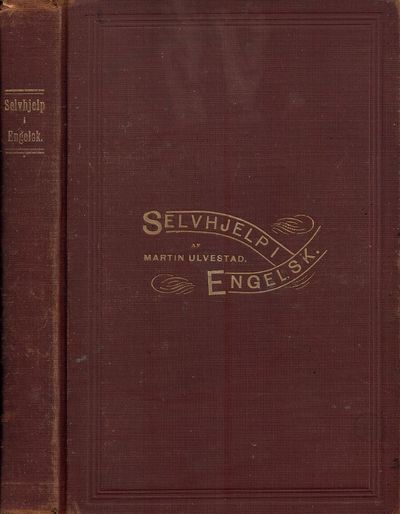 Selvhjelp
i
Engelsk.
SELVHJELP I
AF
MARTIN ULVESTAD.
ENGELSK.